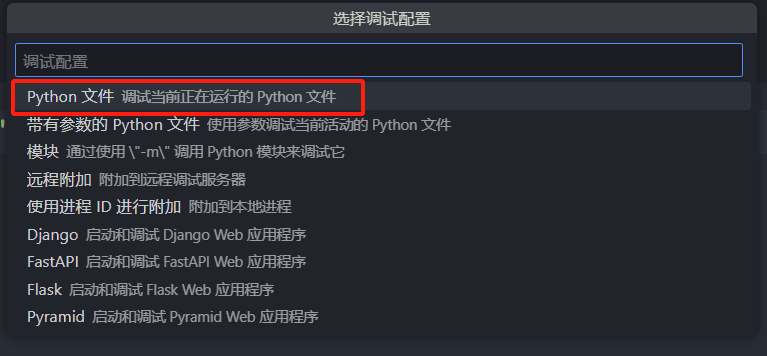 选择调试配置
调试配置
Python 文件 调试当前正在运行的 Python 文件
带有参数的 Python 文件 使用参数调试当前活动的 Python 文件
模块 通过使用 \"-m\" 调用 Python 模块来调试它
远程附加 附加到远程调试服务器
使用进程 ID 进行附加 附加到本地进程
Django 启动和调试 Django Web 应用程序
FastAPI 启动和调试 FastAPI Web 应用程序
Flask 启动和调试 Flask Web 应用程序
Pyramid 启动和调试 Pyramid Web 应用程序